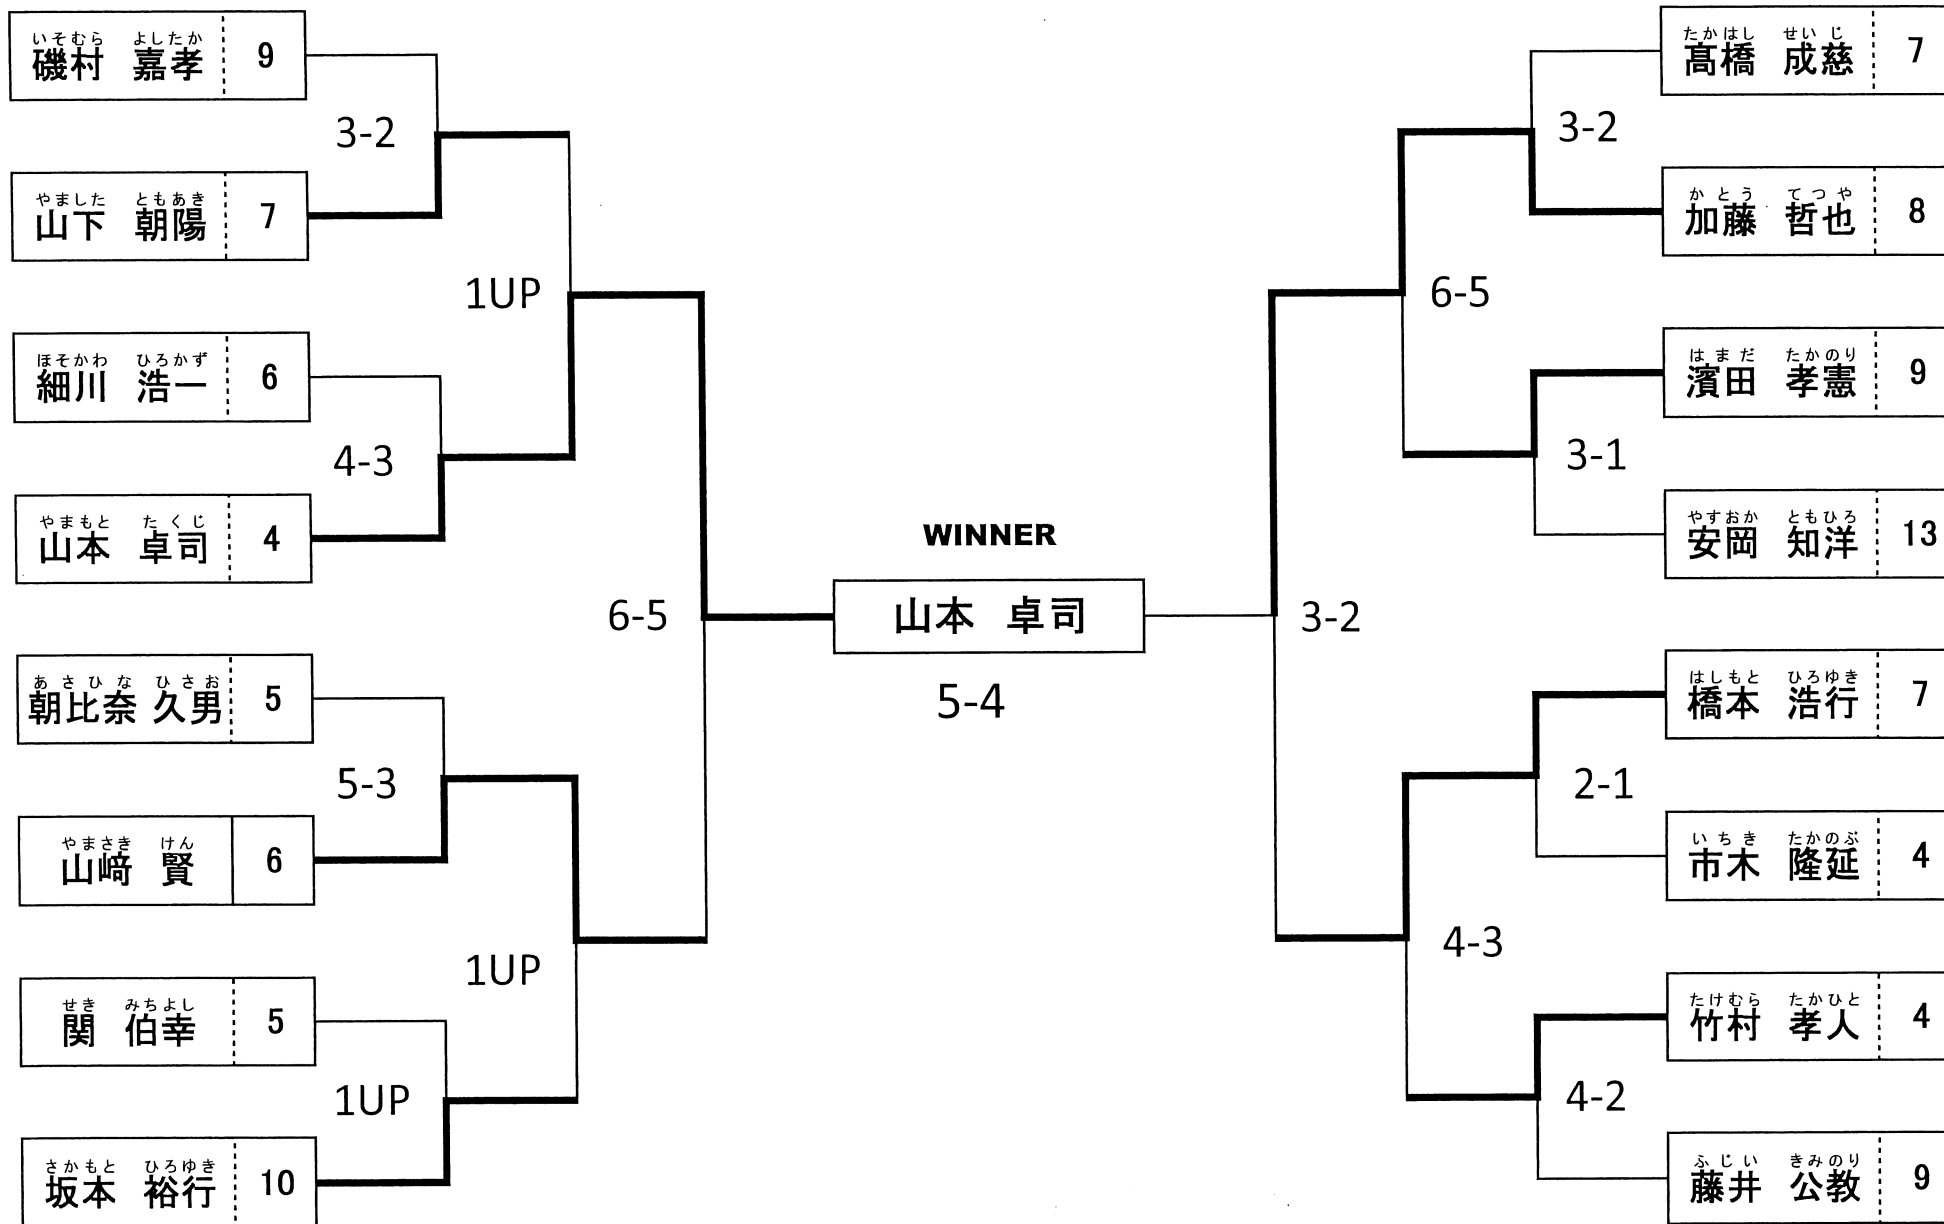 いそむら よしたか
磯村 嘉孝 9
3-2
やました ともあき
山下 朝陽 7
1UP
ほそかわ ひろかず
細川 浩一 6
4-3
やまもと たくじ
山本 卓司 4
6-5
あさひな ひさお
朝比奈 久男 5
5-3
やまさき けん
山﨑 賢 6
1UP
せき みちよし
関 伯幸 5
1UP
さかもと ひろゆき
坂本 裕行 10
WINNER
山本 卓司
5-4
たかはし せいじ
髙橋 成慈 7
3-2
かとう てつや
加藤 哲也 8
6-5
はまだ たかのり
濱田 孝憲 9
3-1
やすおか ともひろ
安岡 知洋 13
3-2
はしもと ひろゆき
橋本 浩行 7
2-1
いちき たかのぶ
市木 隆延 4
4-3
たけむら たかひと
竹村 孝人 4
4-2
ふじい きみのり
藤井 公教 9